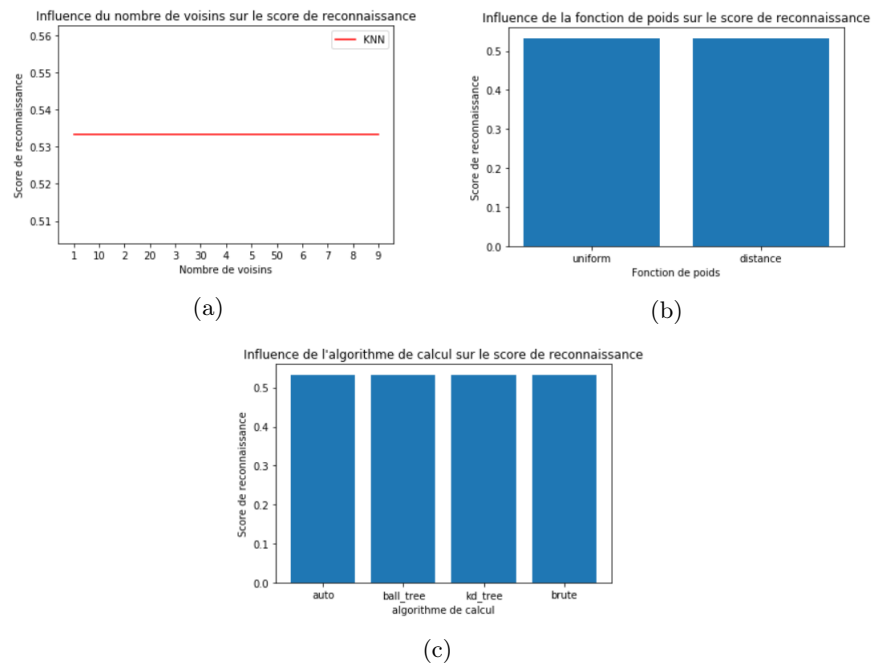 Influence du nombre de voisins sur le score de reconnaissance
0.56
0.55
0.54
0.53
0.52
0.51
Score de reconnaissance
KNN
1 10 2 20 3 30 4 5 50 6 7 8 9
Nombre de voisins
(a)
Influence de la fonction de poids sur le score de reconnaissance
0.5
0.4
0.3
0.2
0.1
0.0
Score de reconnaissance
uniform distance
Fonction de poids
(b)
Influence de l'algorithme de calcul sur le score de reconnaissance
0.5
0.4
0.3
0.2
0.1
0.0
Score de reconnaissance
auto ball_tree kd_tree brute
algorithme de calcul
(c)